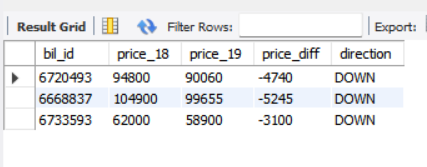 Result Grid Filter Rows: Export:
bil_id price_18 price_19 price_diff direction
6720493 94800 90060 -4740 DOWN
6668837 104900 99655 -5245 DOWN
6733593 62000 58900 -3100 DOWN